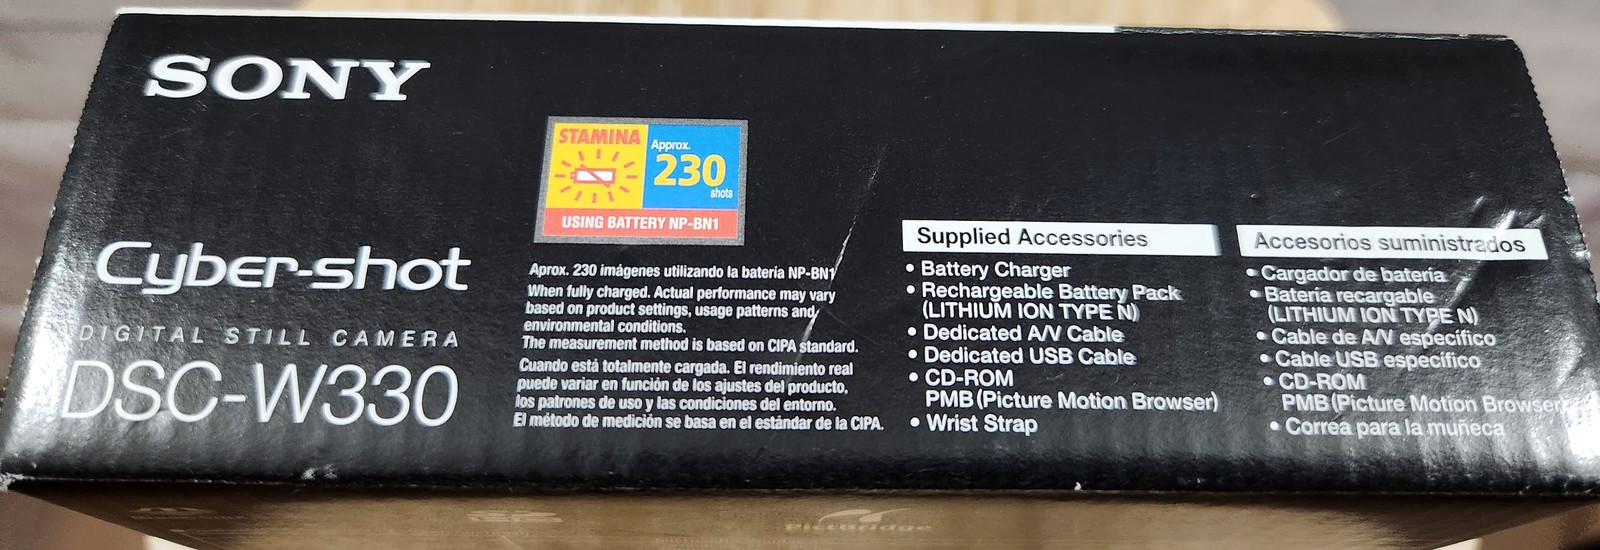 SONY
STAMINA
Approx.
230
shots
USING BATTERY NP-BN1
Cyber-shot
DIGITAL STILL CAMERA
DSC-W330
Aprox. 230 imágenes utilizando la batería NP-BN1
When fully charged. Actual performance may vary
based on product settings, usage patterns and
environmental conditions.
The measurement method is based on CIPA standard.
Cuando está totalmente cargada. El rendimiento real
puede variar en función de los ajustes del producto,
los patrones de uso y las condiciones del entorno.
El método de medición se basa en el estándar de la CIPA.
Supplied Accessories
• Battery Charger
• Rechargeable Battery Pack
(LITHIUM ION TYPE N)
• Dedicated A/V Cable
• Dedicated USB Cable
• CD-ROM
PMB (Picture Motion Browser)
• Wrist Strap
Accesorios suministrados
• Cargador de batería
• Batería recargable
(LITHIUM ION TYPE N)
• Cable de A/V específico
• Cable USB específico
• CD-ROM
PMB (Picture Motion Browser)
• Correa para la muñeca
PictBridge